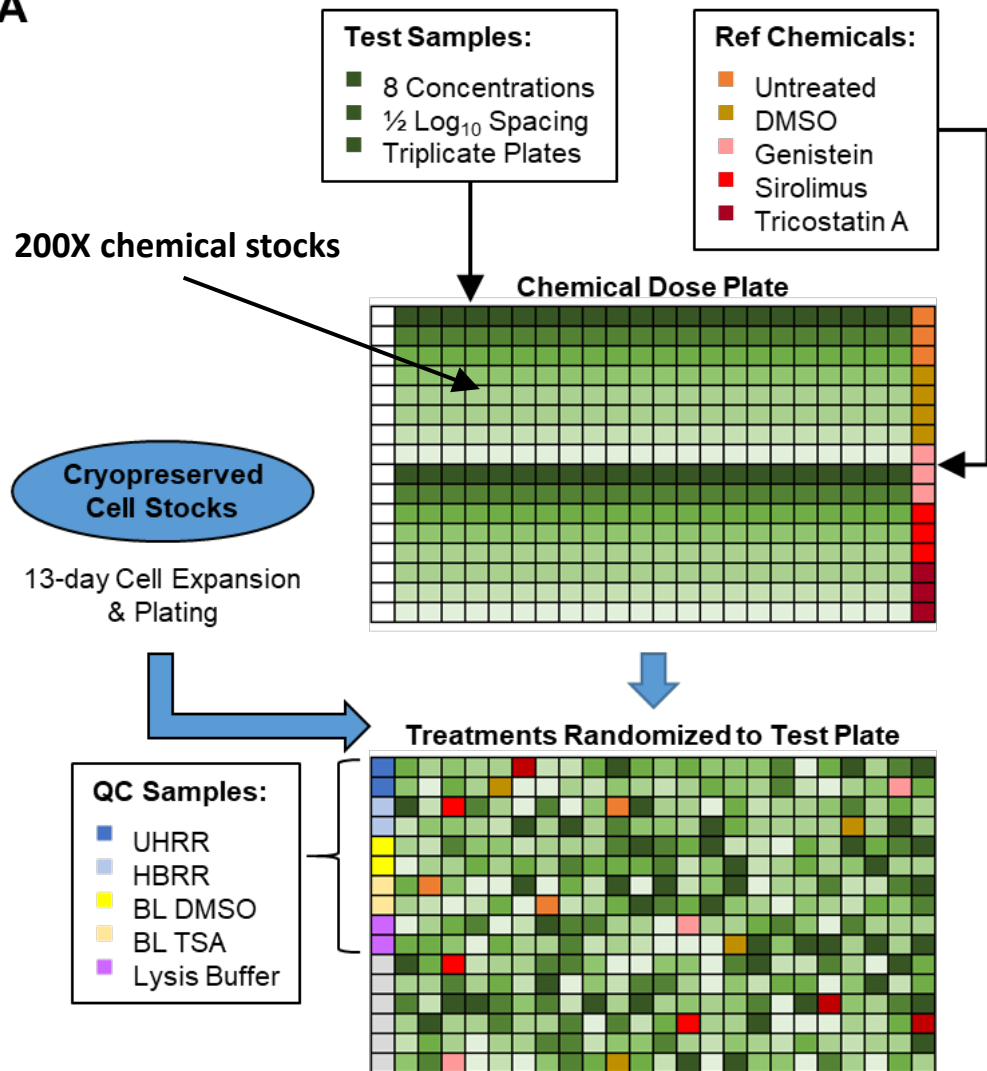 A
Test Samples:
8 Concentrations
½ Log₁₀ Spacing
Triplicate Plates
Ref Chemicals:
Untreated
DMSO
Genistein
Sirolimus
Tricostatin A
200X chemical stocks
Chemical Dose Plate
Cryopreserved
Cell Stocks
13-day Cell Expansion
& Plating
Treatments Randomized to Test Plate
QC Samples:
UHRR
HBRR
BL DMSO
BL TSA
Lysis Buffer